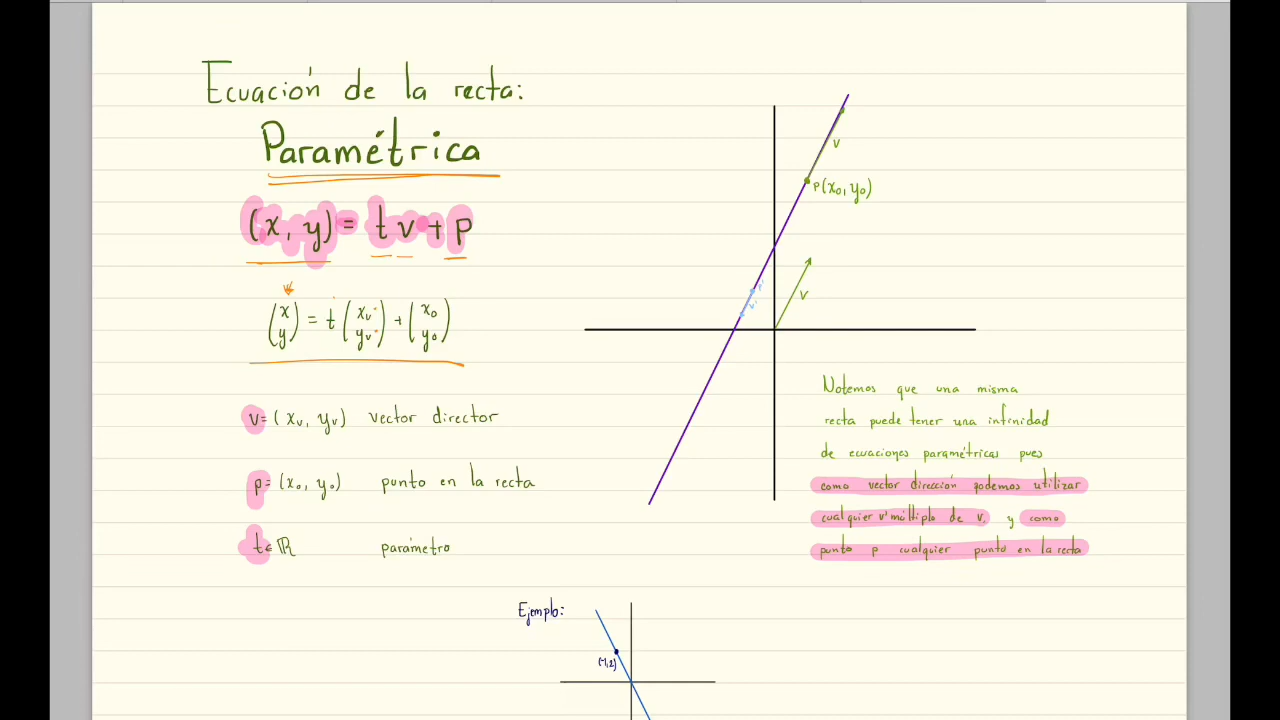 Ecuación de la recta:
Paramétrica
(x, y) = t v + p
(x y) = t (xv yv) + (x0 y0)
v = (xv, yv) vector director
p = (x0, y0) punto en la recta
t ∈ ℝ parámetro
v
P(x0, y0)
p'
v'
v
Notemos que una misma
recta puede tener una infinidad
de ecuaciones paramétricas pues
como vector dirección podemos utilizar
cualquier v' múltiplo de v, y como
punto p cualquier punto en la recta
Ejemplo:
(-1,2)